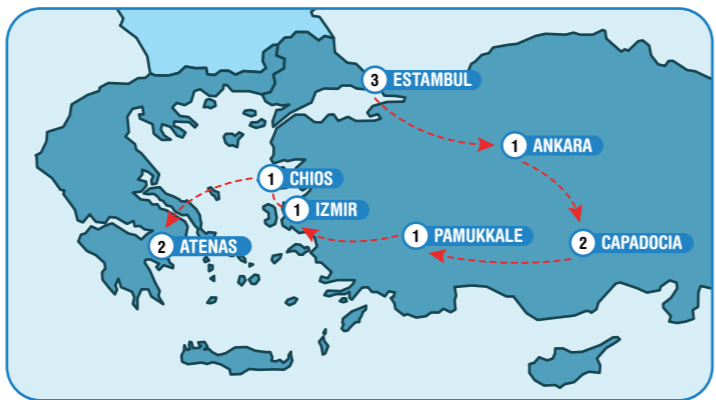 3 ESTAMBUL
1 ANKARA
1 CHIOS
1 IZMIR
1 PAMUKKALE
2 CAPADOCIA
2 ATENAS